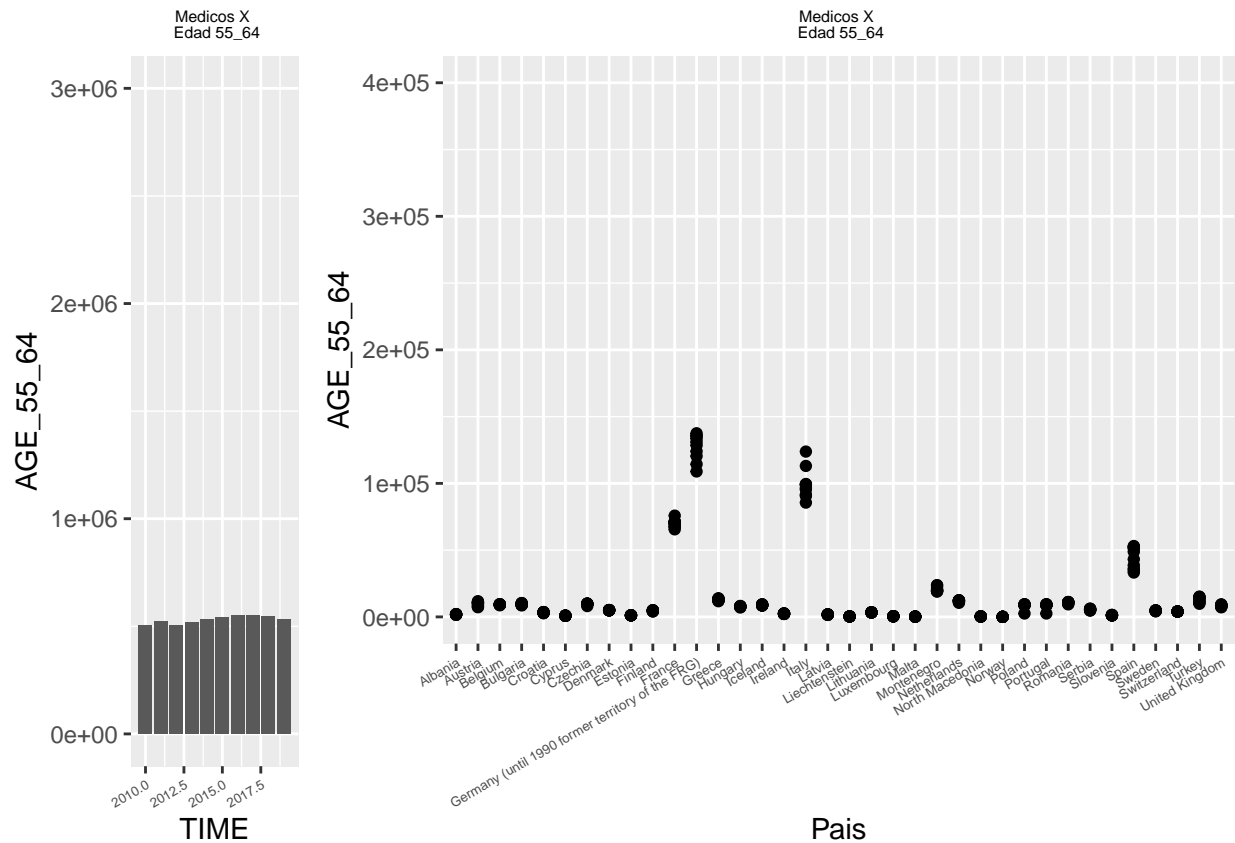 Medicos X
Edad 55_64
AGE_55_64
3e+06
2e+06
1e+06
0e+00
2010.0
2012.5
2015.0
2017.5
TIME
Medicos X
Edad 55_64
AGE_55_64
4e+05
3e+05
2e+05
1e+05
0e+00
Albania
Austria
Belgium
Bulgaria
Croatia
Cyprus
Czechia
Denmark
Estonia
Finland
France
Germany (until 1990 former territory of the FRG)
Greece
Hungary
Iceland
Ireland
Italy
Latvia
Liechtenstein
Lithuania
Luxembourg
Malta
Montenegro
Netherlands
North Macedonia
Norway
Poland
Portugal
Romania
Serbia
Slovenia
Spain
Sweden
Switzerland
Turkey
United Kingdom
Pais